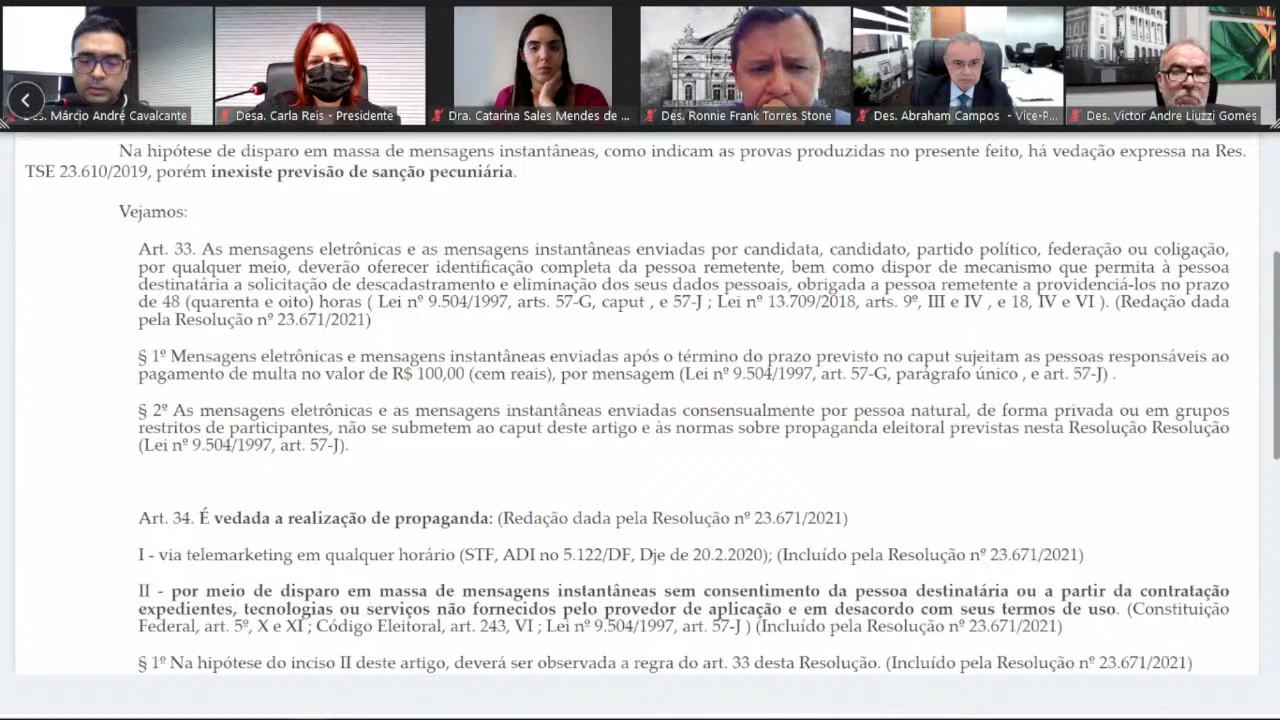 Des. Márcio André Cavalcante
Desa. Carla Reis - Presidente
Dra. Catarina Sales Mendes de ...
Des. Ronnie Frank Torres Stone
Des. Abraham Campos - Vice-P...
Des. Victor Andre Liuzzi Gomes
Na hipótese de disparo em massa de mensagens instantâneas, como indicam as provas produzidas no presente feito, há vedação expressa na Res.
TSE 23.610/2019, porém inexiste previsão de sanção pecuniária.
Vejamos:
Art. 33. As mensagens eletrônicas e as mensagens instantâneas enviadas por candidata, candidato, partido político, federação ou coligação,
por qualquer meio, deverão oferecer identificação completa da pessoa remetente, bem como dispor de mecanismo que permita à pessoa
destinatária a solicitação de descadastramento e eliminação dos seus dados pessoais, obrigada a pessoa remetente a providenciá-los no prazo
de 48 (quarenta e oito) horas ( Lei nº 9.504/1997, arts. 57-G, caput , e 57-J ; Lei nº 13.709/2018, arts. 9º, III e IV , e 18, IV e VI ). (Redação dada
pela Resolução nº 23.671/2021)
§ 1º Mensagens eletrônicas e mensagens instantâneas enviadas após o término do prazo previsto no caput sujeitam as pessoas responsáveis ao
pagamento de multa no valor de R$ 100,00 (cem reais), por mensagem (Lei nº 9.504/1997, art. 57-G, parágrafo único , e art. 57-J) .
§ 2º As mensagens eletrônicas e as mensagens instantâneas enviadas consensualmente por pessoa natural, de forma privada ou em grupos
restritos de participantes, não se submetem ao caput deste artigo e às normas sobre propaganda eleitoral previstas nesta Resolução Resolução
(Lei nº 9.504/1997, art. 57-J).
Art. 34. É vedada a realização de propaganda: (Redação dada pela Resolução nº 23.671/2021)
I - via telemarketing em qualquer horário (STF, ADI no 5.122/DF, Dje de 20.2.2020); (Incluído pela Resolução nº 23.671/2021)
II - por meio de disparo em massa de mensagens instantâneas sem consentimento da pessoa destinatária ou a partir da contratação
expedientes, tecnologias ou serviços não fornecidos pelo provedor de aplicação e em desacordo com seus termos de uso. (Constituição
Federal, art. 5º, X e XI ; Código Eleitoral, art. 243, VI ; Lei nº 9.504/1997, art. 57-J ) (Incluído pela Resolução nº 23.671/2021)
§ 1º Na hipótese do inciso II deste artigo, deverá ser observada a regra do art. 33 desta Resolução. (Incluído pela Resolução nº 23.671/2021)